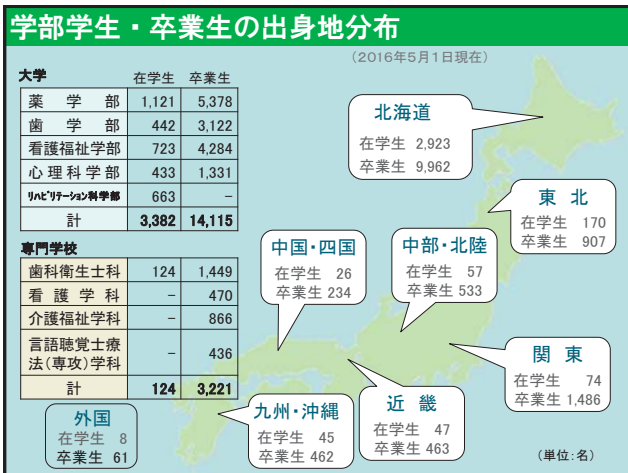 学部学生・卒業生の出身地分布
(2016年5月1日現在)
大学 在学生 卒業生
薬学部 1,121 5,378
歯学部 442 3,122
看護福祉学部 723 4,284
心理科学部 433 1,331
ﾘﾊﾋﾞﾘﾃｰｼｮﾝ科学部 663 −
計 3,382 14,115
専門学校
歯科衛生士科 124 1,449
看護学科 − 470
介護福祉学科 − 866
言語聴覚士療
法(専攻)学科 − 436
計 124 3,221
北海道
在学生 2,923
卒業生 9,962
東北
在学生 170
卒業生 907
中国・四国
在学生 26
卒業生 234
中部・北陸
在学生 57
卒業生 533
関東
在学生 74
卒業生 1,486
外国
在学生 8
卒業生 61
九州・沖縄
在学生 45
卒業生 462
近畿
在学生 47
卒業生 463
(単位:名)